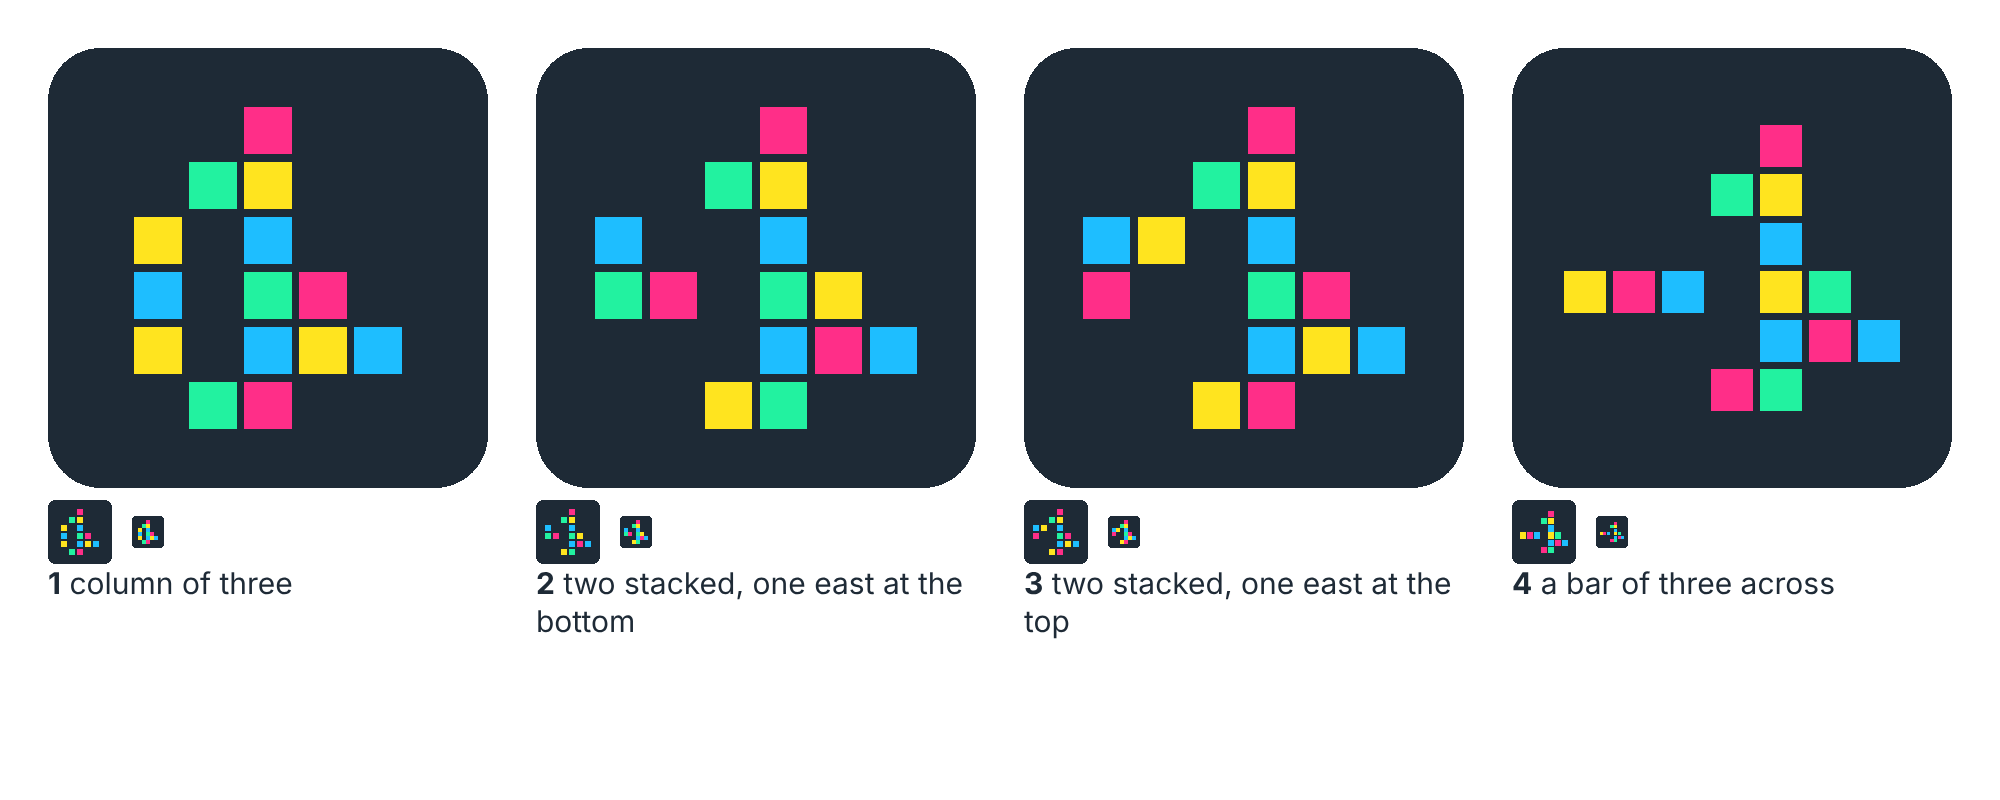 1 column of three
2 two stacked, one east at the
bottom
3 two stacked, one east at the
top
4 a bar of three across